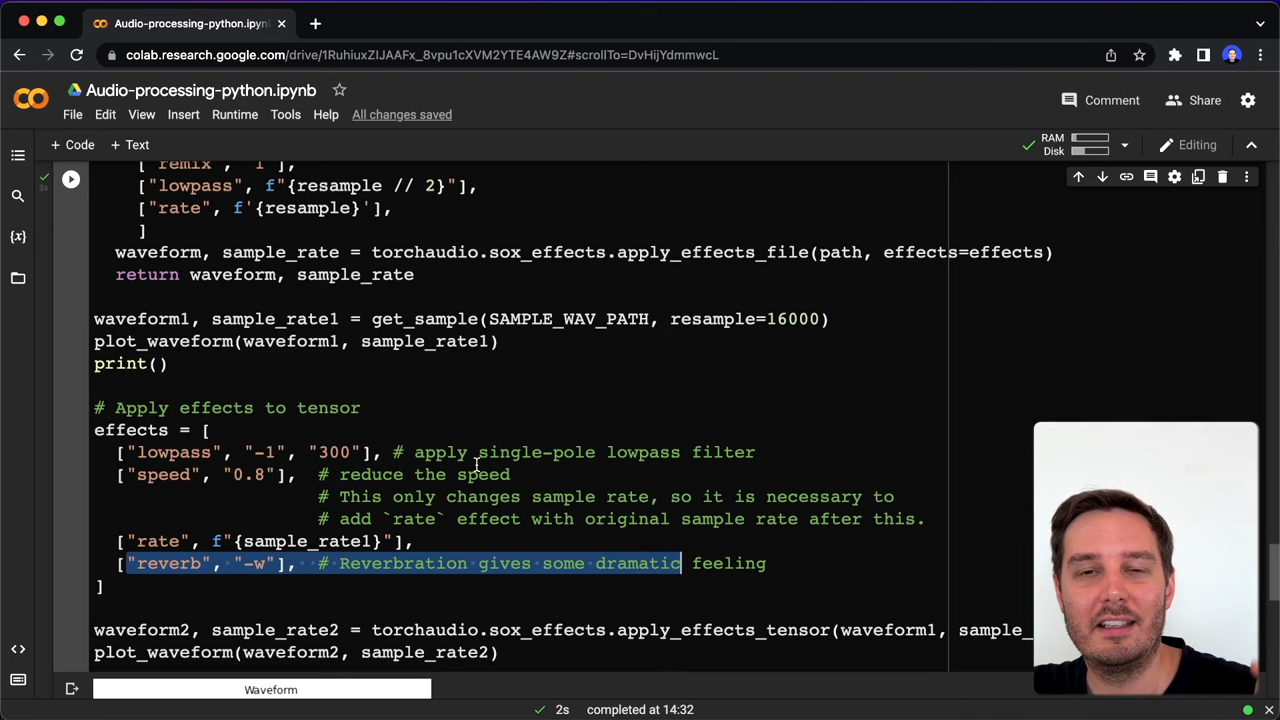 Audio-processing-python.ipyn
colab.research.google.com/drive/1RuhiuxZIJAAFx_8vpu1cXVM2YTE4AW9Z#scrollTo=DvHijYdmmwcL
Audio-processing-python.ipynb
Comment
Share
File Edit View Insert Runtime Tools Help All changes saved
+ Code + Text
RAM
Disk
Editing
3s
["remix", "1"],
["lowpass", f"{resample // 2}"],
["rate", f'{resample}'],
]
waveform, sample_rate = torchaudio.sox_effects.apply_effects_file(path, effects=effects)
return waveform, sample_rate
waveform1, sample_rate1 = get_sample(SAMPLE_WAV_PATH, resample=16000)
plot_waveform(waveform1, sample_rate1)
print()
# Apply effects to tensor
effects = [
["lowpass", "-1", "300"], # apply single-pole lowpass filter
["speed", "0.8"], # reduce the speed
# This only changes sample rate, so it is necessary to
# add `rate` effect with original sample rate after this.
["rate", f"{sample_rate1}"],
["reverb", "-w"], # Reverbration gives some dramatic feeling
]
waveform2, sample_rate2 = torchaudio.sox_effects.apply_effects_tensor(waveform1, sample_
plot_waveform(waveform2, sample_rate2)
Waveform
2s completed at 14:32